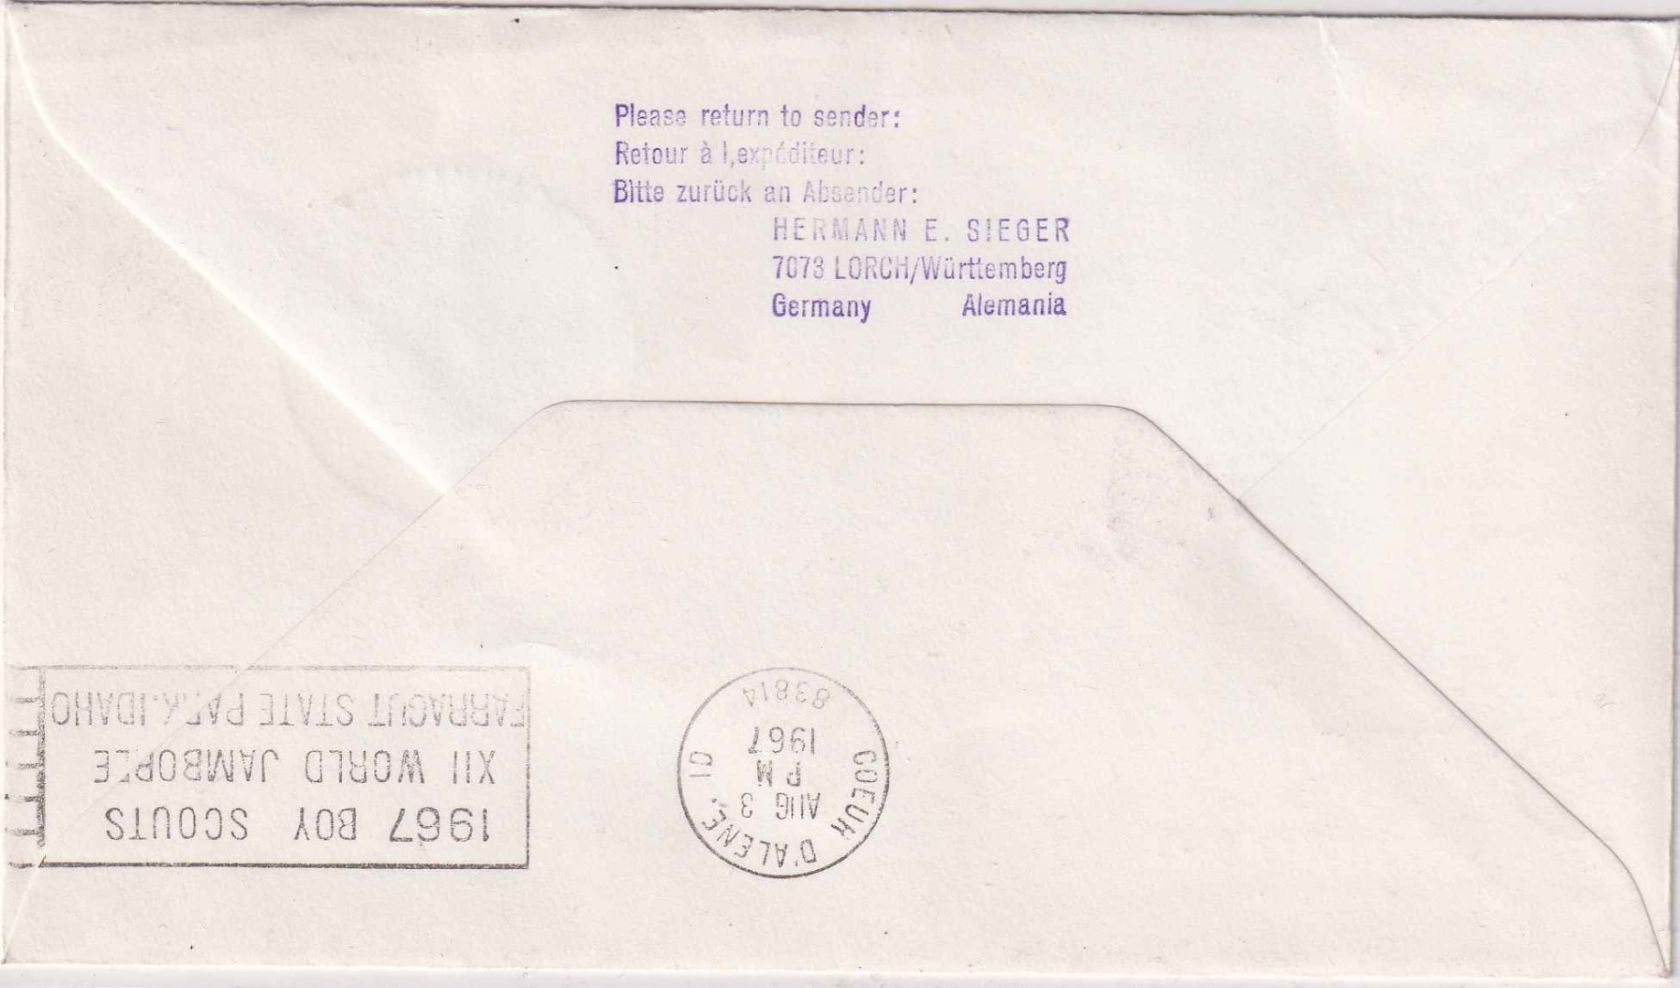 Please return to sender:
Retour à l,expéditeur:
Bitte zurück an Absender:
HERMANN E. SIEGER
7073 LORCH/Württemberg
Germany Alemania
1967 BOY SCOUTS
XII WORLD JAMBOREE
FARRAGUT STATE PARK, IDAHO
COEUR D'ALENE, ID
AUG 3
PM
1967
83814